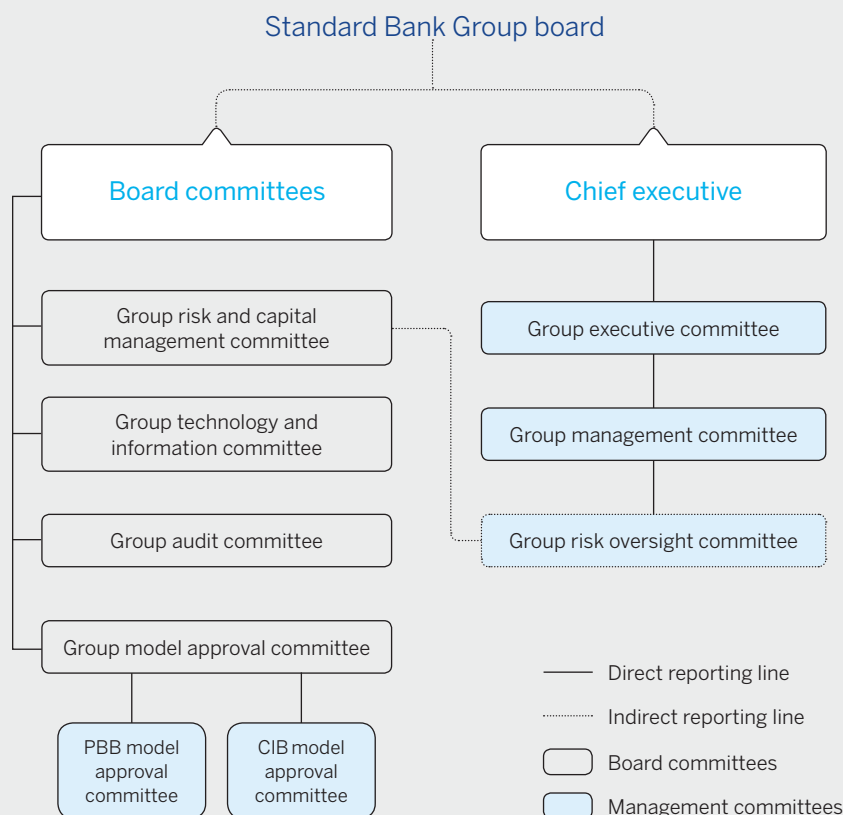 Standard Bank Group board
Board committees
Chief executive
Group risk and capital
management committee
Group executive committee
Group technology and
information committee
Group management committee
Group audit committee
Group risk oversight committee
Group model approval committee
PBB model
approval
committee
CIB model
approval
committee
Direct reporting line
Indirect reporting line
Board committees
Management committees